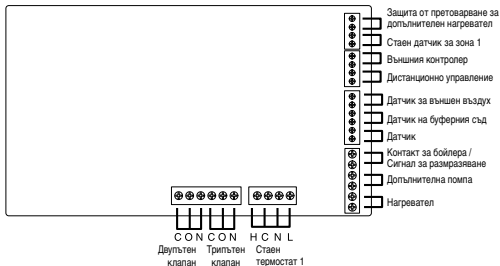 Защита от претоварване за
допълнителен нагревател
Стаен датчик за зона 1
Външния контролер
Дистанционно управление
Датчик за външен въздух
Датчик на буферния съд
Датчик
Контакт за бойлера /
Сигнал за размразяване
Допълнителна помпа
Нагревател
C O N C O N H C N L
Двупътен Трипътен Стаен
клапан клапан термостат 1